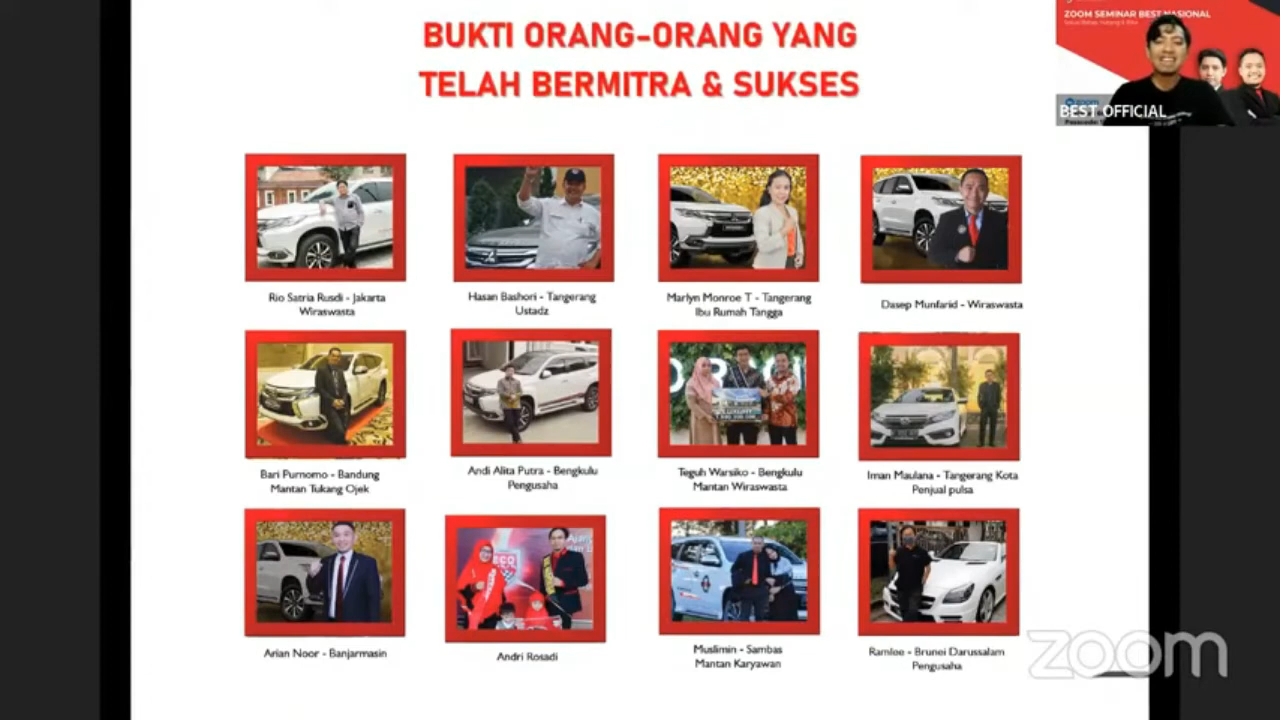 BUKTI ORANG-ORANG YANG
TELAH BERMITRA & SUKSES
ZOOM SEMINAR BEST NASIONAL
zoom
BEST OFFICIAL
Rio Satria Rusdi - Jakarta
Wiraswasta
Hasan Bashori - Tangerang
Ustadz
Marlyn Monroe T - Tangerang
Ibu Rumah Tangga
Dasep Munfarid - Wiraswasta
Bari Purnomo - Bandung
Mantan Tukang Ojek
Andi Alita Putra - Bengkulu
Pengusaha
Teguh Warsiko - Bengkulu
Mantan Wiraswasta
Iman Maulana - Tangerang Kota
Penjual pulsa
Arian Noor - Banjarmasin
Andri Rosadi
Muslimin - Sambas
Mantan Karyawan
Ramlee - Brunei Darussalam
Pengusaha
zoom